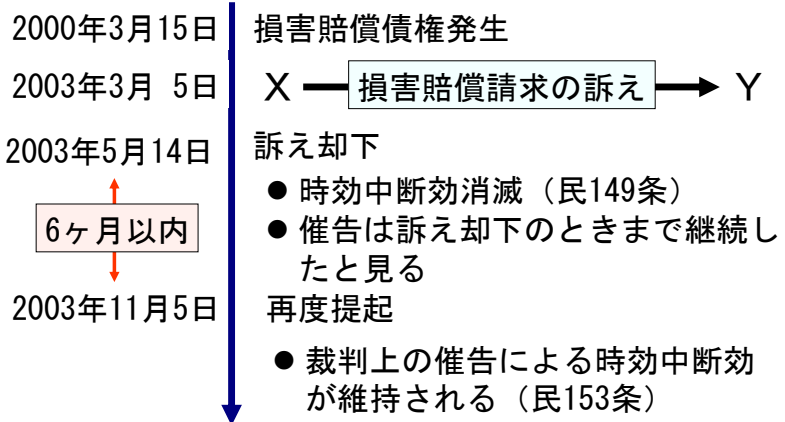 2000年3月15日 損害賠償債権発生
2003年3月 5日 X 損害賠償請求の訴え Y
2003年5月14日 訴え却下
● 時効中断効消滅（民149条）
6ヶ月以内 ● 催告は訴え却下のときまで継続し
たと見る
2003年11月5日 再度提起
● 裁判上の催告による時効中断効
が維持される（民153条）